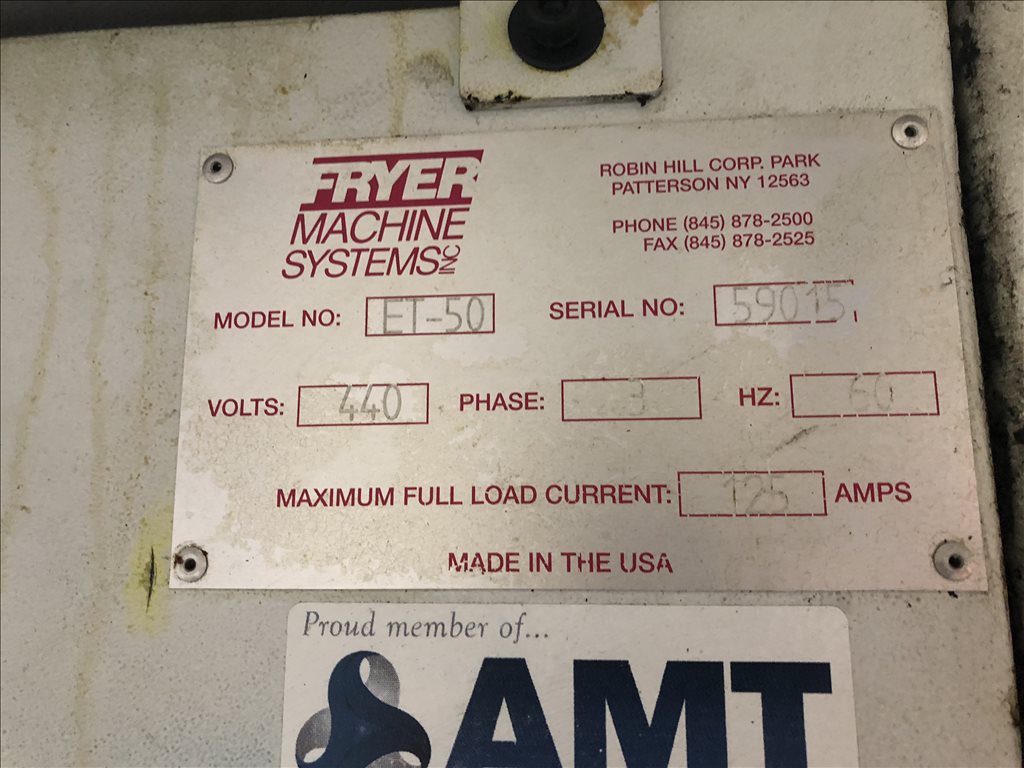 FRYER
MACHINE
SYSTEMS INC
ROBIN HILL CORP. PARK
PATTERSON NY 12563
PHONE (845) 878-2500
FAX (845) 878-2525
MODEL NO: ET-50 SERIAL NO: 59015
VOLTS: 440 PHASE: 3 HZ: 60
MAXIMUM FULL LOAD CURRENT: 125 AMPS
MADE IN THE USA
Proud member of...
AMT